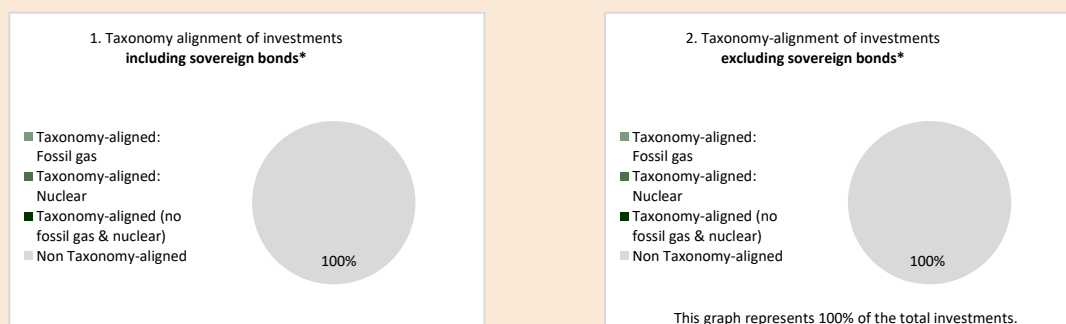 1. Taxonomy alignment of investments
including sovereign bonds*
Taxonomy-aligned:
Fossil gas
Taxonomy-aligned:
Nuclear
Taxonomy-aligned (no
fossil gas & nuclear)
Non Taxonomy-aligned
100%
2. Taxonomy-alignment of investments
excluding sovereign bonds*
Taxonomy-aligned:
Fossil gas
Taxonomy-aligned:
Nuclear
Taxonomy-aligned (no
fossil gas & nuclear)
Non Taxonomy-aligned
100%
This graph represents 100% of the total investments.